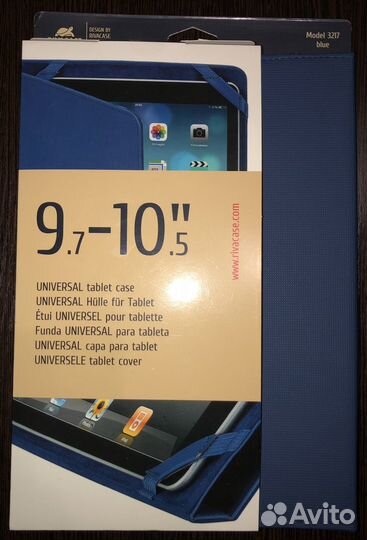 RIVACASE
DESIGN BY
RIVACASE
Model 3217
blue
9.7-10.5"
www.rivacase.com
UNIVERSAL tablet case
UNIVERSAL Hülle für Tablet
Étui UNIVERSEL pour tablette
Funda UNIVERSAL para tableta
UNIVERSAL capa para tablet
UNIVERSELE tablet cover
Avito